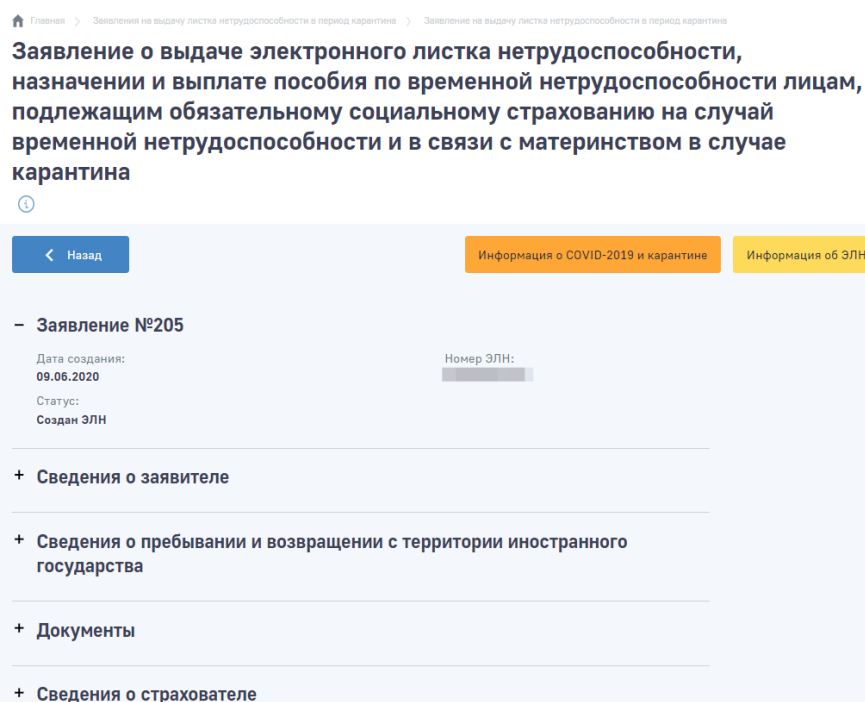 Главная > Заявления на выдачу листка нетрудоспособности в период карантина > Заявление на выдачу листка нетрудоспособности в период карантина
Заявление о выдаче электронного листка нетрудоспособности,
назначении и выплате пособия по временной нетрудоспособности лицам,
подлежащим обязательному социальному страхованию на случай
временной нетрудоспособности и в связи с материнством в случае
карантина
Назад
Информация о COVID-2019 и карантине
Информация об ЭЛН
− Заявление №205
Дата создания:
Номер ЭЛН:
09.06.2020
Статус:
Создан ЭЛН
+ Сведения о заявителе
+ Сведения о пребывании и возвращении с территории иностранного
государства
+ Документы
+ Сведения о страхователе